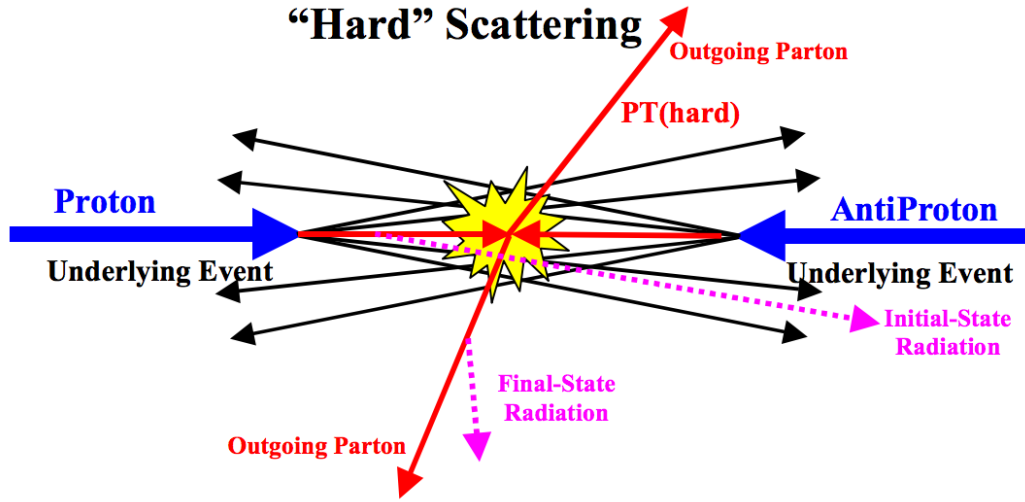 “Hard” Scattering
Outgoing Parton
PT(hard)
Proton
AntiProton
Underlying Event
Underlying Event
Initial-State
Radiation
Final-State
Radiation
Outgoing Parton